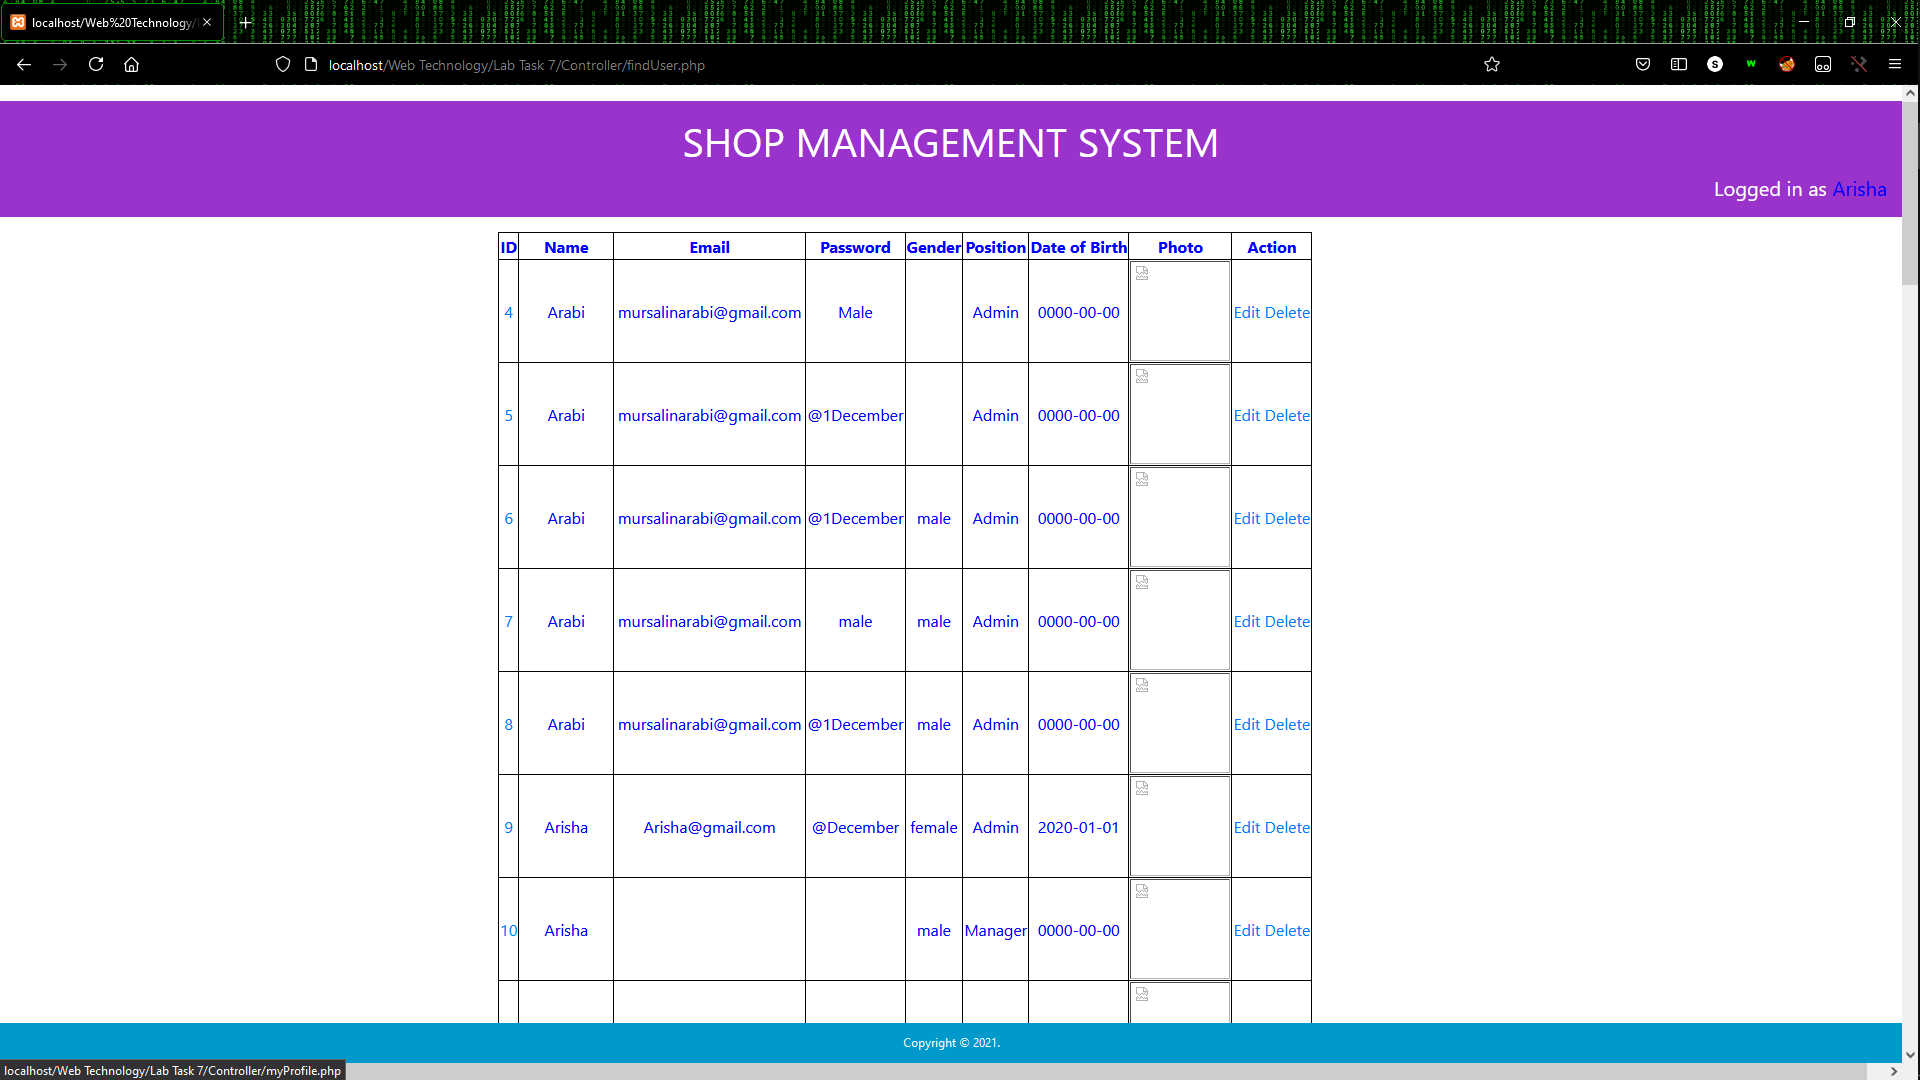 localhost/Web%20Technology/
localhost/Web Technology/Lab Task 7/Controller/findUser.php
SHOP MANAGEMENT SYSTEM
Logged in as Arisha
ID Name Email Password Gender Position Date of Birth Photo Action
4 Arabi mursalinarabi@gmail.com Male Admin 0000-00-00 Edit Delete
5 Arabi mursalinarabi@gmail.com @1December Admin 0000-00-00 Edit Delete
6 Arabi mursalinarabi@gmail.com @1December male Admin 0000-00-00 Edit Delete
7 Arabi mursalinarabi@gmail.com male male Admin 0000-00-00 Edit Delete
8 Arabi mursalinarabi@gmail.com @1December male Admin 0000-00-00 Edit Delete
9 Arisha Arisha@gmail.com @December female Admin 2020-01-01 Edit Delete
10 Arisha male Manager 0000-00-00 Edit Delete
Copyright © 2021.
localhost/Web Technology/Lab Task 7/Controller/myProfile.php